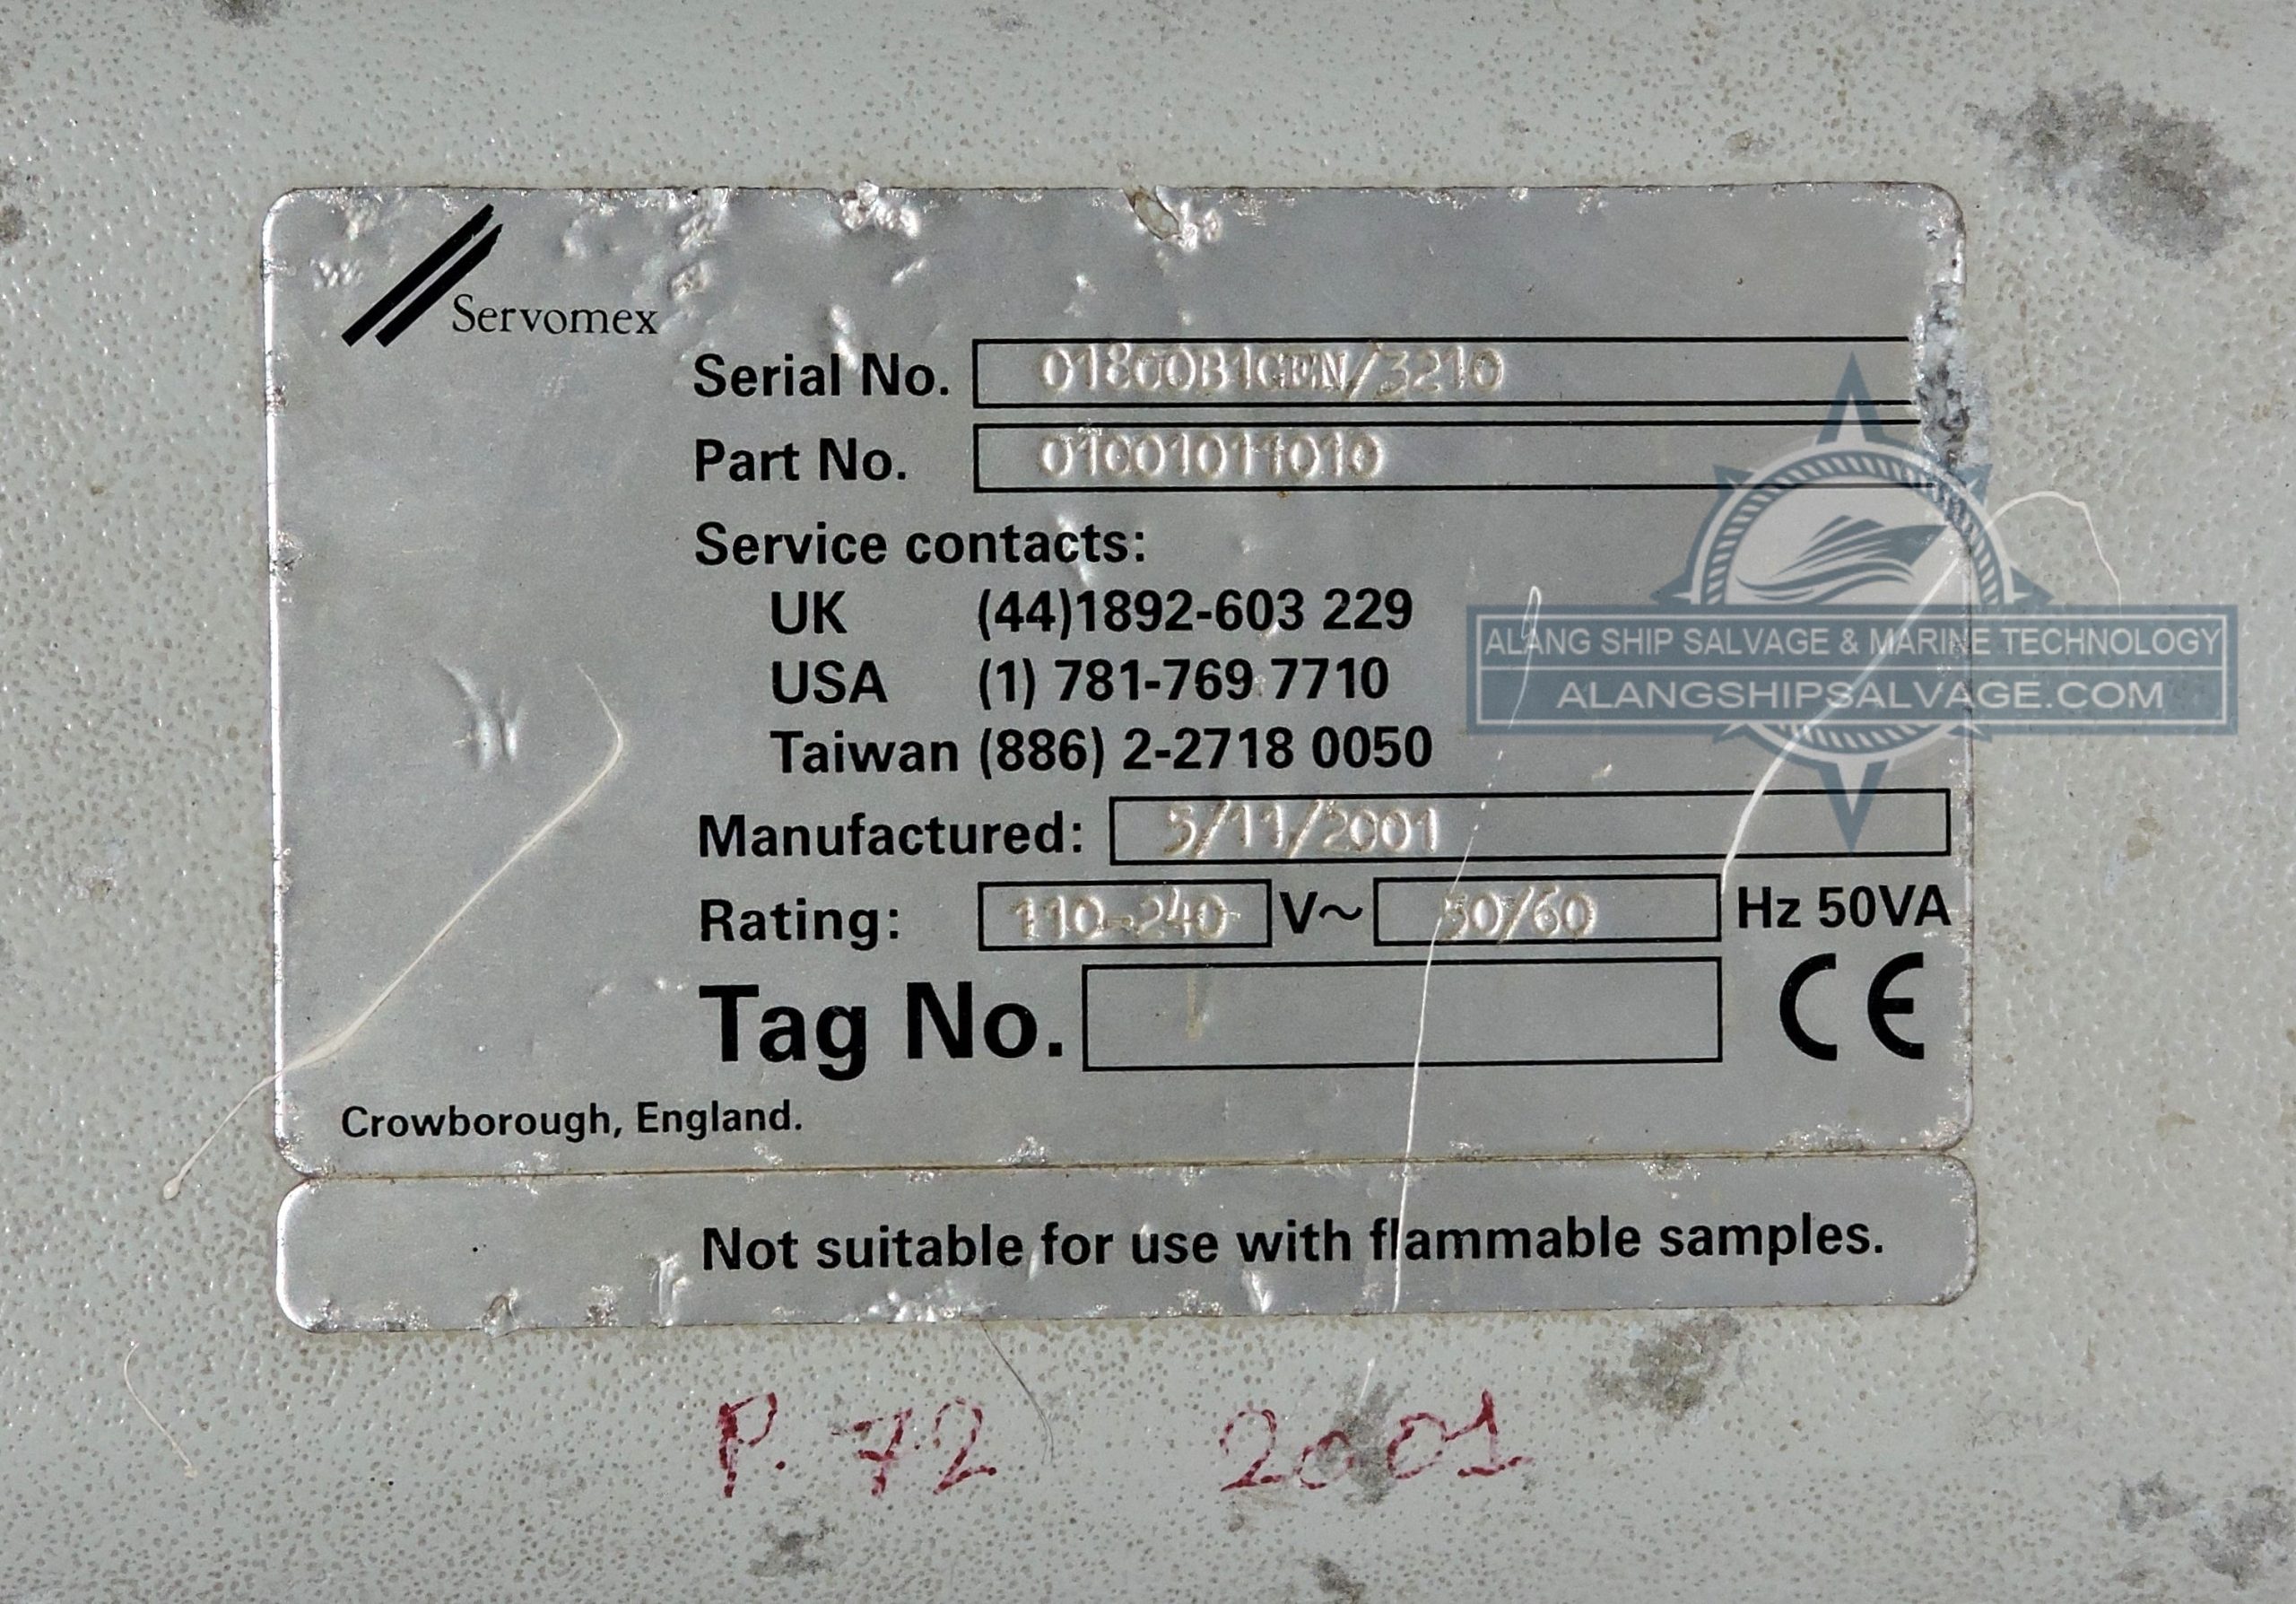 Servomex
Serial No. 01800B1GEN/3210
Part No. 01001011010
Service contacts:
UK (44)1892-603 229
USA (1) 781-769 7710
Taiwan (886) 2-2718 0050
Manufactured: 5/11/2001
Rating: 110-240 V~ 50/60 Hz 50VA
Tag No. CE
Crowborough, England.
Not suitable for use with flammable samples.
P. 72 2001
ALANG SHIP SALVAGE & MARINE TECHNOLOGY
ALANGSHIPSALVAGE.COM